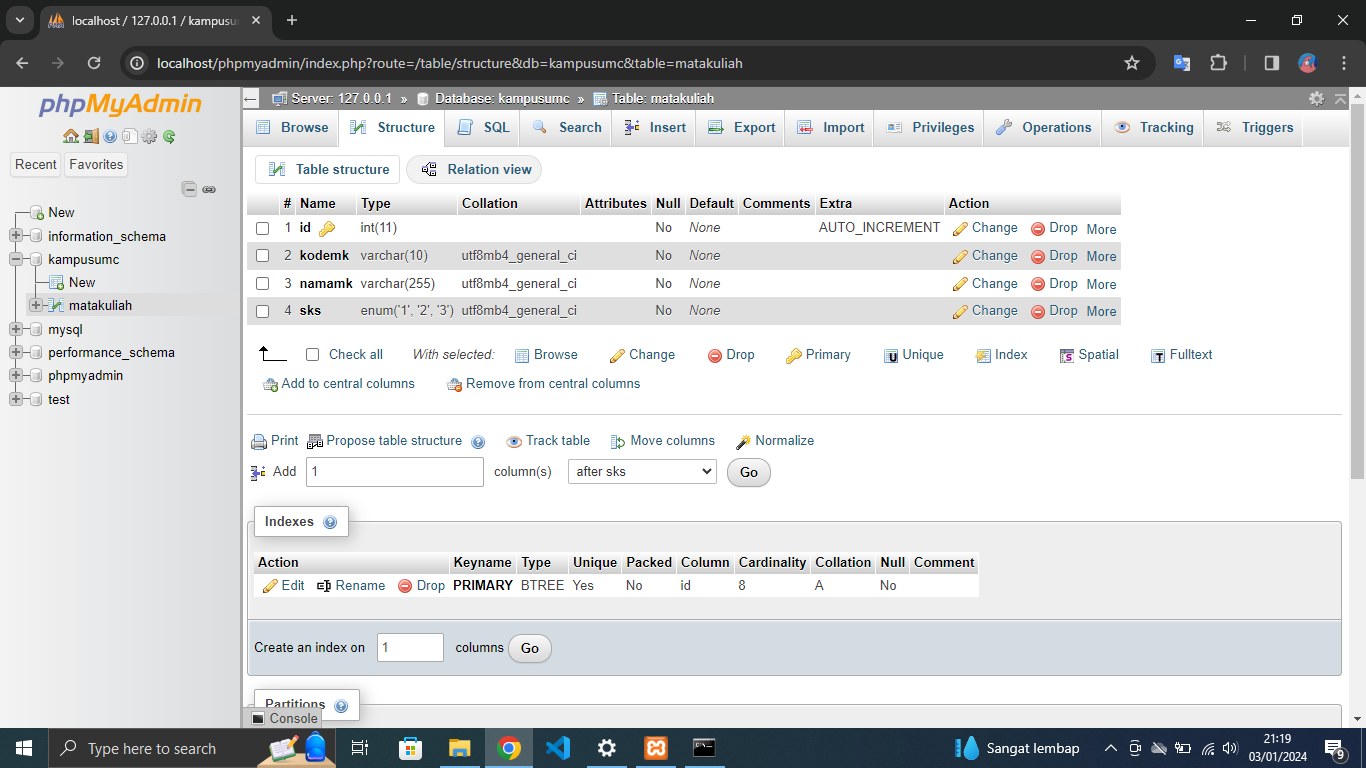 localhost / 127.0.0.1 / kampusu
localhost/phpmyadmin/index.php?route=/table/structure&db=kampusumc&table=matakuliah
phpMyAdmin
Recent Favorites
New
information_schema
kampusumc
New
matakuliah
mysql
performance_schema
phpmyadmin
test
Server: 127.0.0.1 » Database: kampusumc » Table: matakuliah
Browse Structure SQL Search Insert Export Import Privileges Operations Tracking Triggers
Table structure Relation view
# Name Type Collation Attributes Null Default Comments Extra Action
1 id int(11) No None AUTO_INCREMENT Change Drop More
2 kodemk varchar(10) utf8mb4_general_ci No None Change Drop More
3 namamk varchar(255) utf8mb4_general_ci No None Change Drop More
4 sks enum('1', '2', '3') utf8mb4_general_ci No None Change Drop More
Check all With selected: Browse Change Drop Primary Unique Index Spatial Fulltext
Add to central columns Remove from central columns
Print Propose table structure Track table Move columns Normalize
Add 1 column(s) after sks Go
Indexes
Action Keyname Type Unique Packed Column Cardinality Collation Null Comment
Edit Rename Drop PRIMARY BTREE Yes No id 8 A No
Create an index on 1 columns Go
Partitions
Console
Type here to search
Sangat lembap
21:19
03/01/2024
9